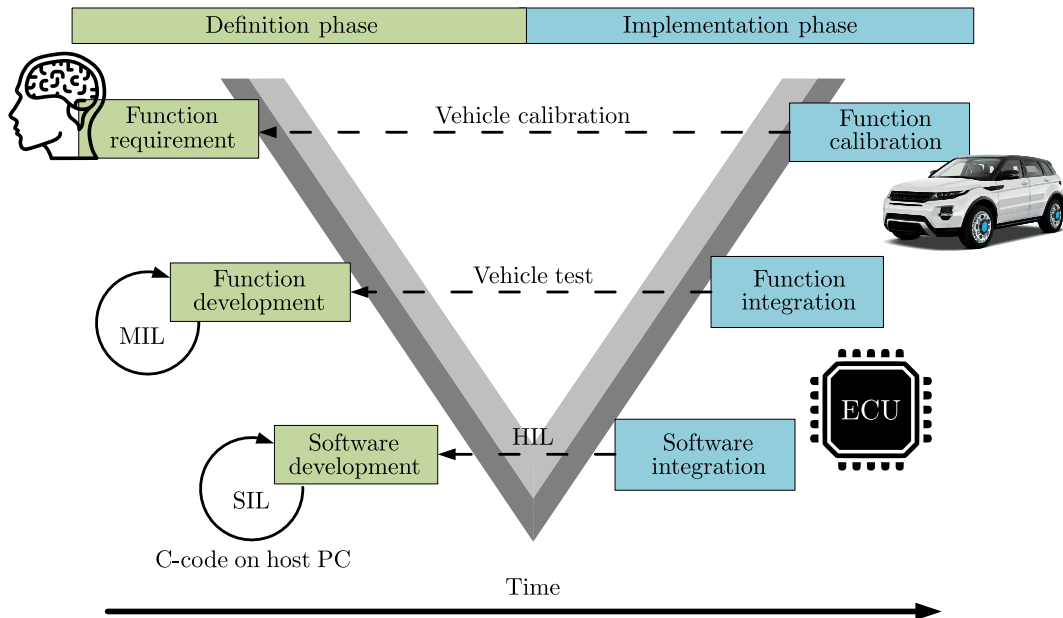 Definition phase
Implementation phase
Function
requirement
Vehicle calibration
Function
calibration
Function
development
Vehicle test
Function
integration
MIL
ECU
Software
development
HIL
Software
integration
SIL
C-code on host PC
Time